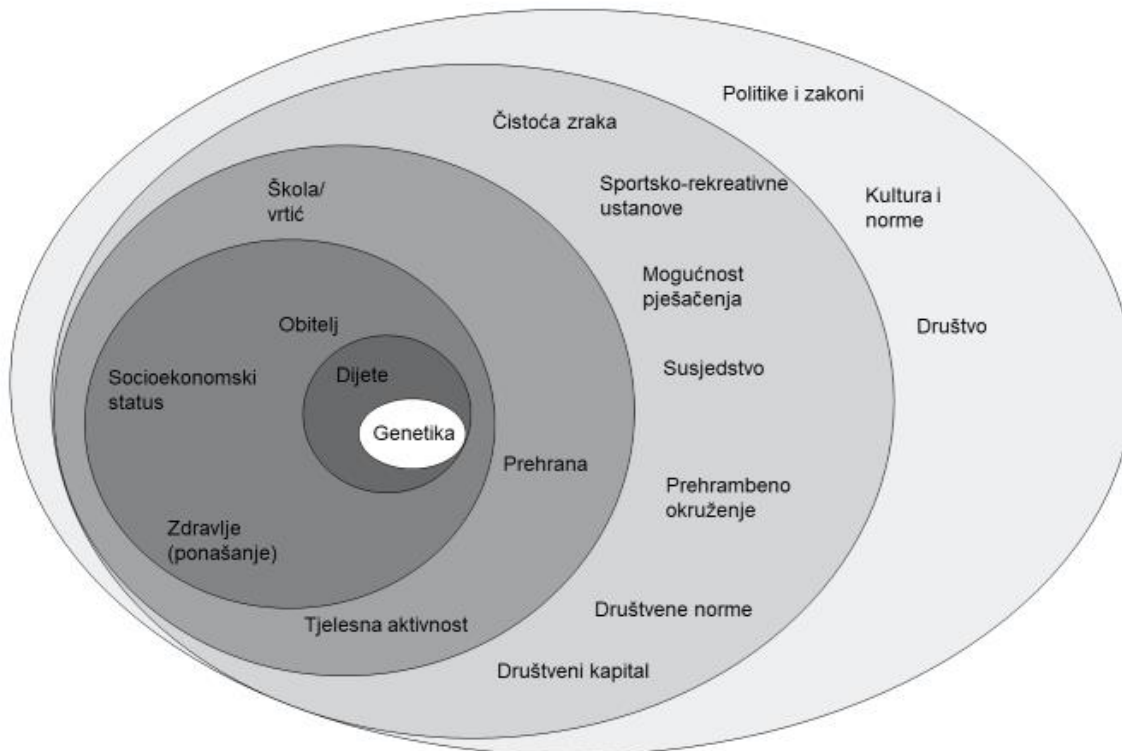 Politike i zakoni
Čistoća zraka
Škola/
vrtić
Sportsko-rekreativne
ustanove
Kultura i
norme
Mogućnost
pješačenja
Obitelj
Društvo
Dijete
Socioekonomski
status
Susjedstvo
Genetika
Prehrana
Prehrambeno
okruženje
Zdravlje
(ponašanje)
Tjelesna aktivnost
Društvene norme
Društveni kapital